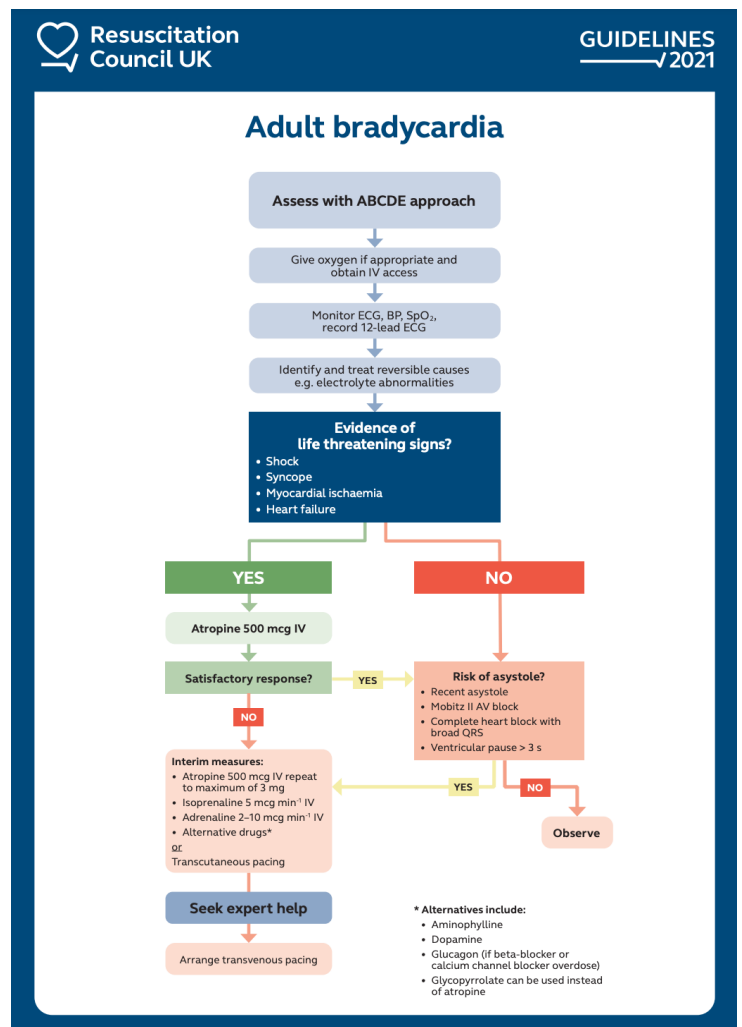 Resuscitation
Council UK
GUIDELINES
2021
Adult bradycardia
Assess with ABCDE approach
Give oxygen if appropriate and
obtain IV access
Monitor ECG, BP, SpO₂,
record 12-lead ECG
Identify and treat reversible causes
e.g. electrolyte abnormalities
Evidence of
life threatening signs?
• Shock
• Syncope
• Myocardial ischaemia
• Heart failure
YES
NO
Atropine 500 mcg IV
Satisfactory response?
YES
Risk of asystole?
• Recent asystole
• Mobitz II AV block
• Complete heart block with
broad QRS
• Ventricular pause > 3 s
NO
Interim measures:
• Atropine 500 mcg IV repeat
to maximum of 3 mg
• Isoprenaline 5 mcg min⁻¹ IV
• Adrenaline 2–10 mcg min⁻¹ IV
• Alternative drugs*
or
Transcutaneous pacing
YES
NO
Observe
Seek expert help
Arrange transvenous pacing
* Alternatives include:
• Aminophylline
• Dopamine
• Glucagon (if beta-blocker or
calcium channel blocker overdose)
• Glycopyrrolate can be used instead
of atropine